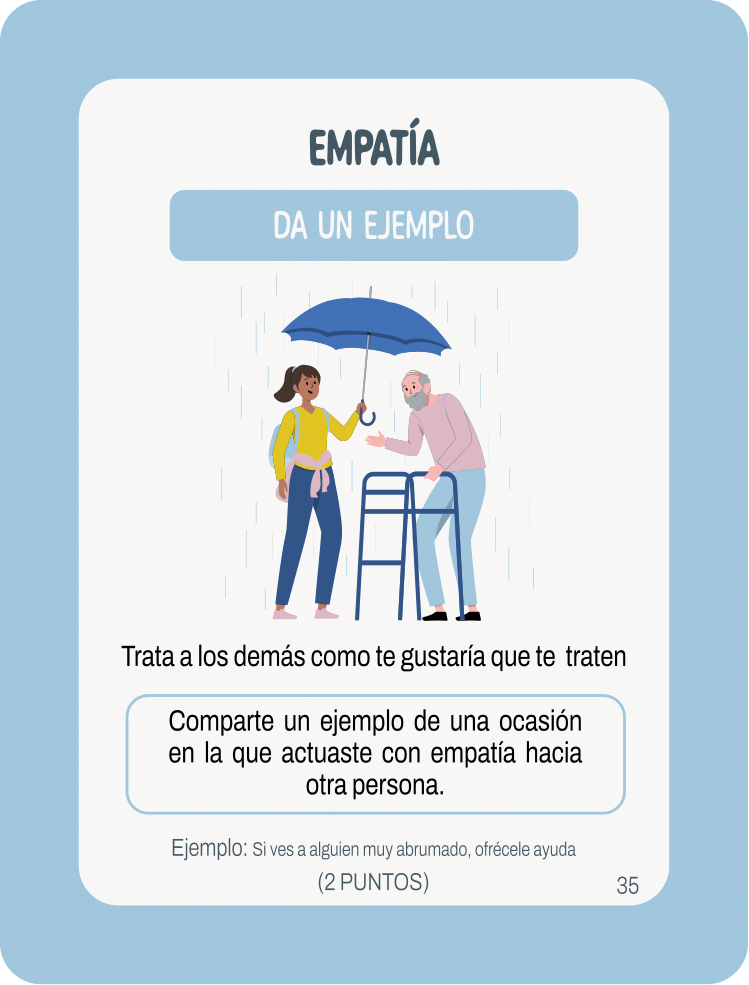 EMPATÍA
DA UN EJEMPLO
Trata a los demás como te gustaría que te traten
Comparte un ejemplo de una ocasión
en la que actuaste con empatía hacia
otra persona.
Ejemplo: Si ves a alguien muy abrumado, ofrécele ayuda
(2 PUNTOS)
35